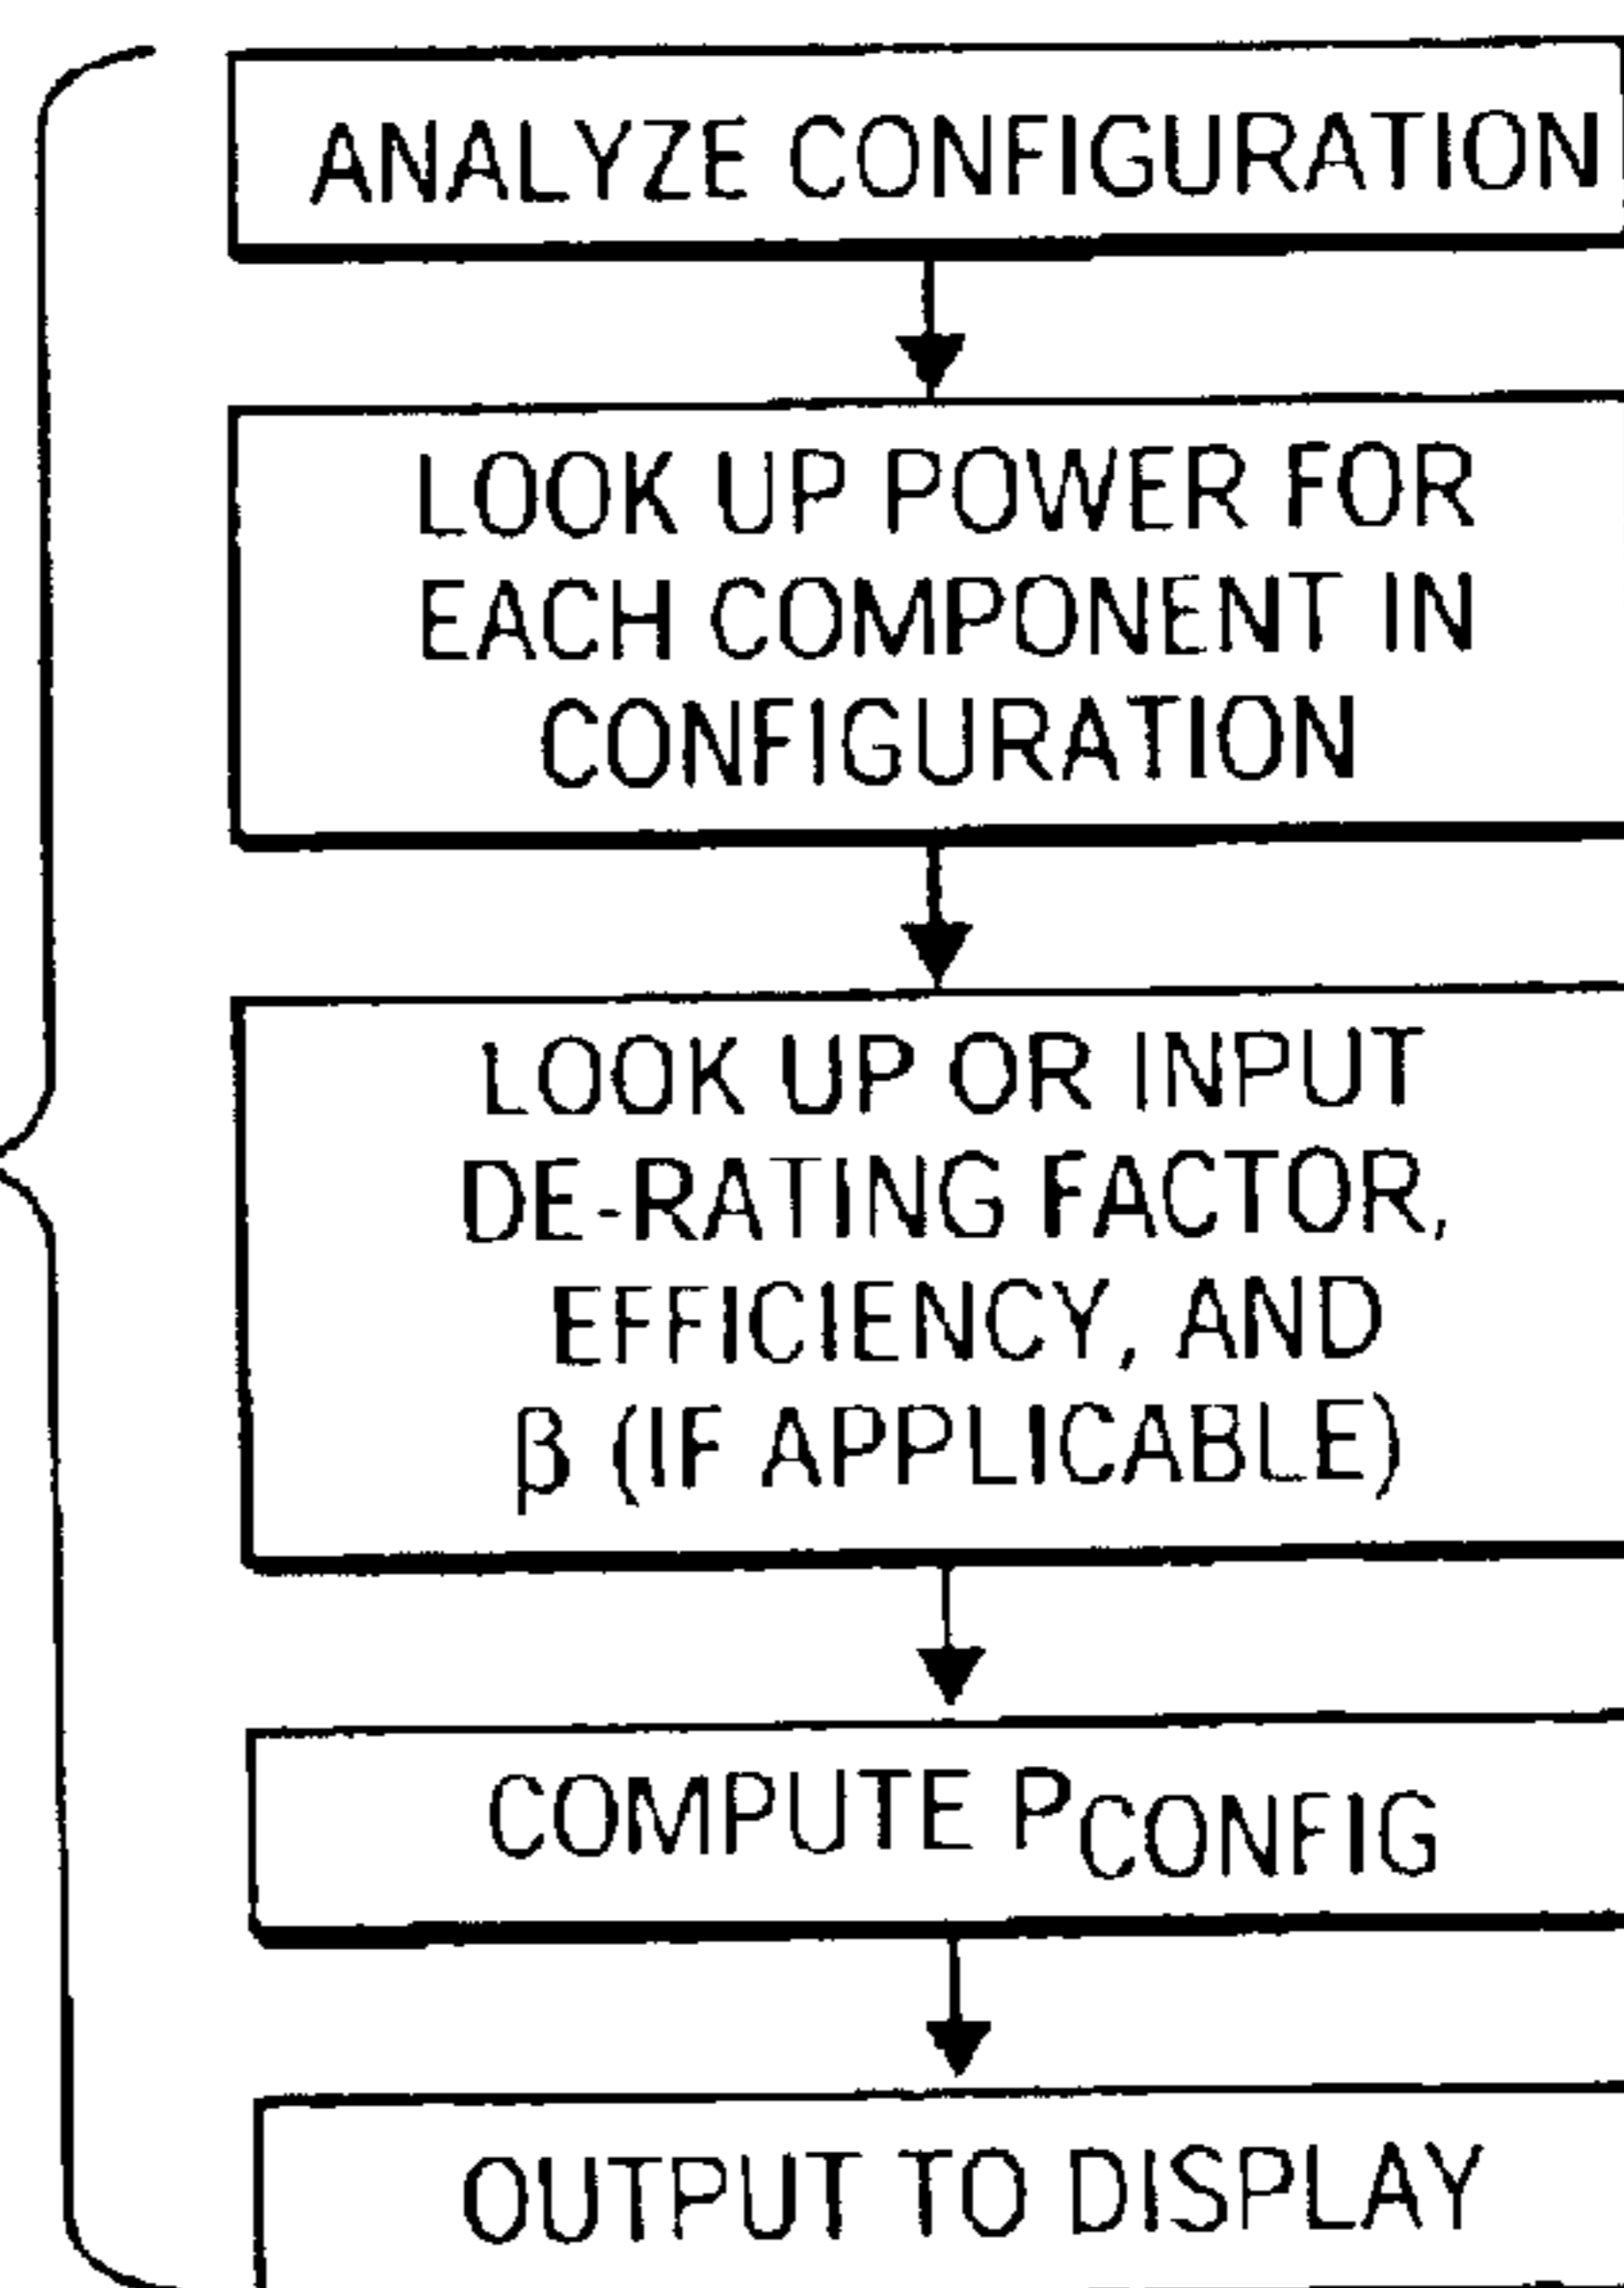 ANALYZE CONFIGURATION
LOOK UP POWER FOR
EACH COMPONENT IN
CONFIGURATION
LOOK UP OR INPUT
DE-RATING FACTOR,
EFFICIENCY, AND
β (IF APPLICABLE)
COMPUTE PCONFIG
OUTPUT TO DISPLAY